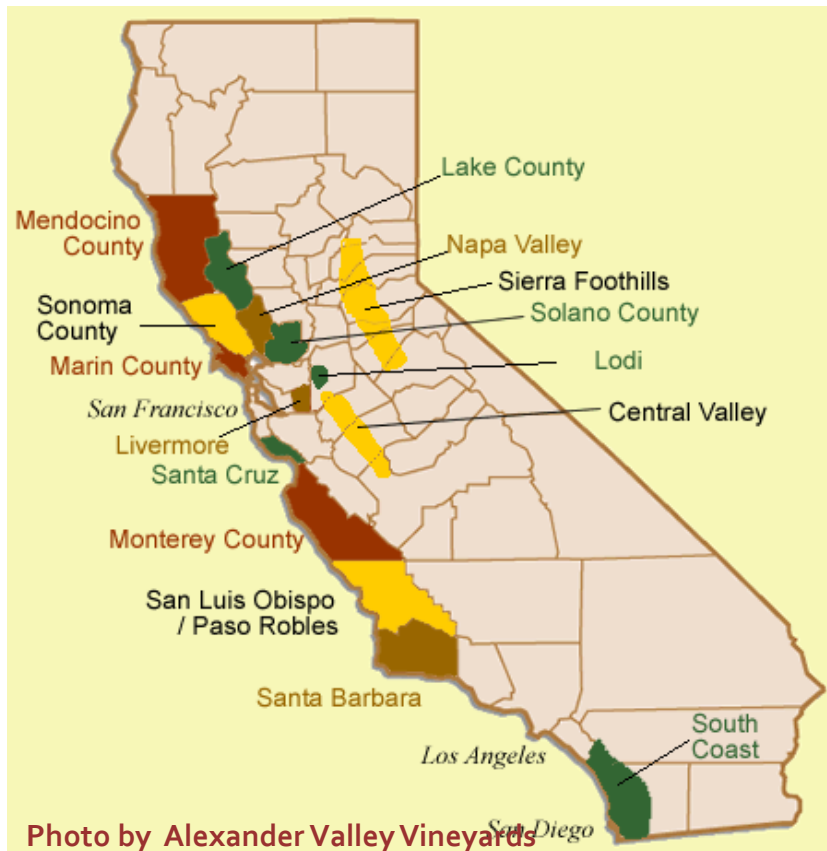 Lake County
Mendocino
County
Napa Valley
Sierra Foothills
Sonoma
County
Solano County
Marin County
Lodi
San Francisco
Central Valley
Livermore
Santa Cruz
Monterey County
San Luis Obispo
/ Paso Robles
Santa Barbara
South
Coast
Los Angeles
San Diego
Photo by Alexander Valley Vineyards